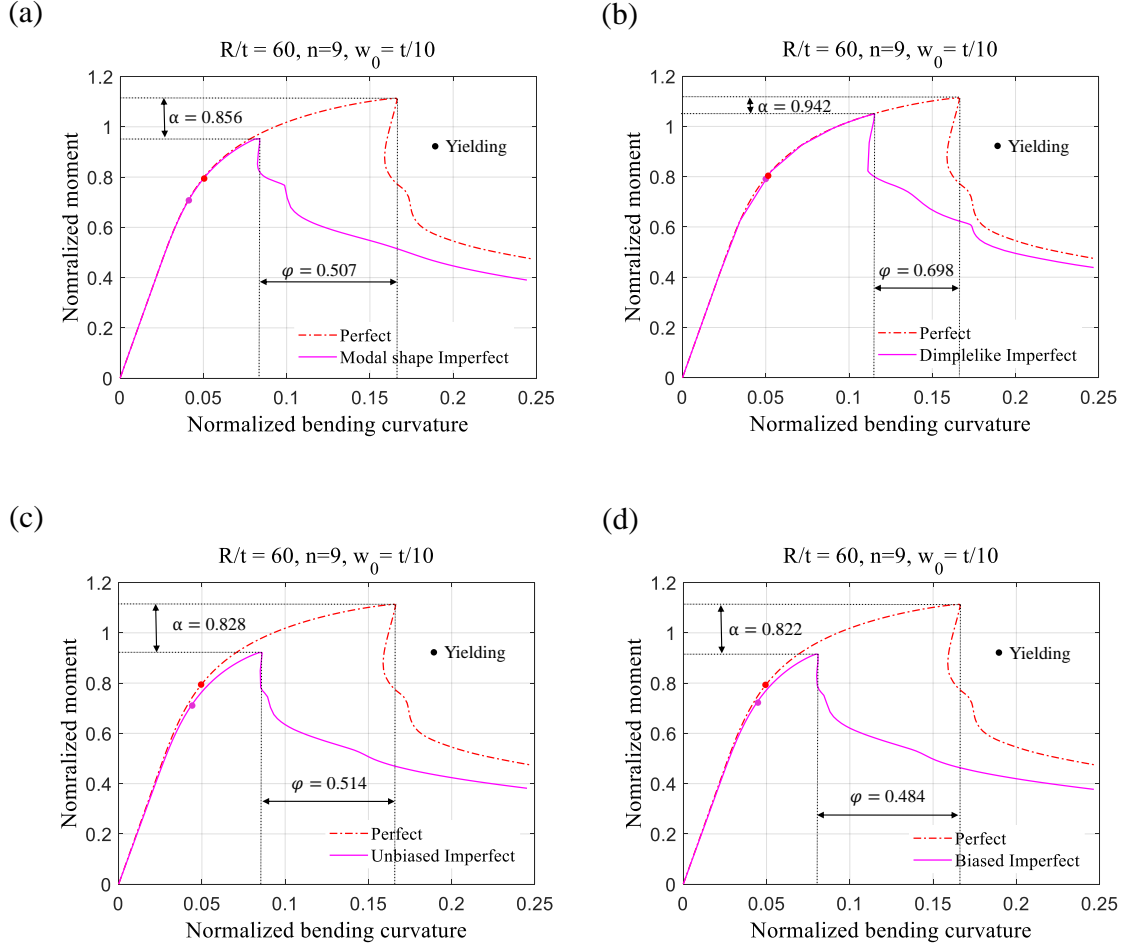 (a)
R/t = 60, n=9, w0= t/10
1.2
1
0.8
0.6
0.4
0.2
0
α = 0.856
Yielding
φ = 0.507
Perfect
Modal shape Imperfect
0 0.05 0.1 0.15 0.2 0.25
Nomralized moment
Normalized bending curvature
(b)
R/t = 60, n=9, w0= t/10
1.2
1
0.8
0.6
0.4
0.2
0
α = 0.942
Yielding
φ = 0.698
Perfect
Dimplelike Imperfect
0 0.05 0.1 0.15 0.2 0.25
Normalized moment
Normalized bending curvature
(c)
R/t = 60, n=9, w0= t/10
1.2
1
0.8
0.6
0.4
0.2
0
α = 0.828
Yielding
φ = 0.514
Perfect
Unbiased Imperfect
0 0.05 0.1 0.15 0.2 0.25
Normalized moment
Normalized bending curvature
(d)
R/t = 60, n=9, w0= t/10
1.2
1
0.8
0.6
0.4
0.2
0
α = 0.822
Yielding
φ = 0.484
Perfect
Biased Imperfect
0 0.05 0.1 0.15 0.2 0.25
Normalized moment
Normalized bending curvature